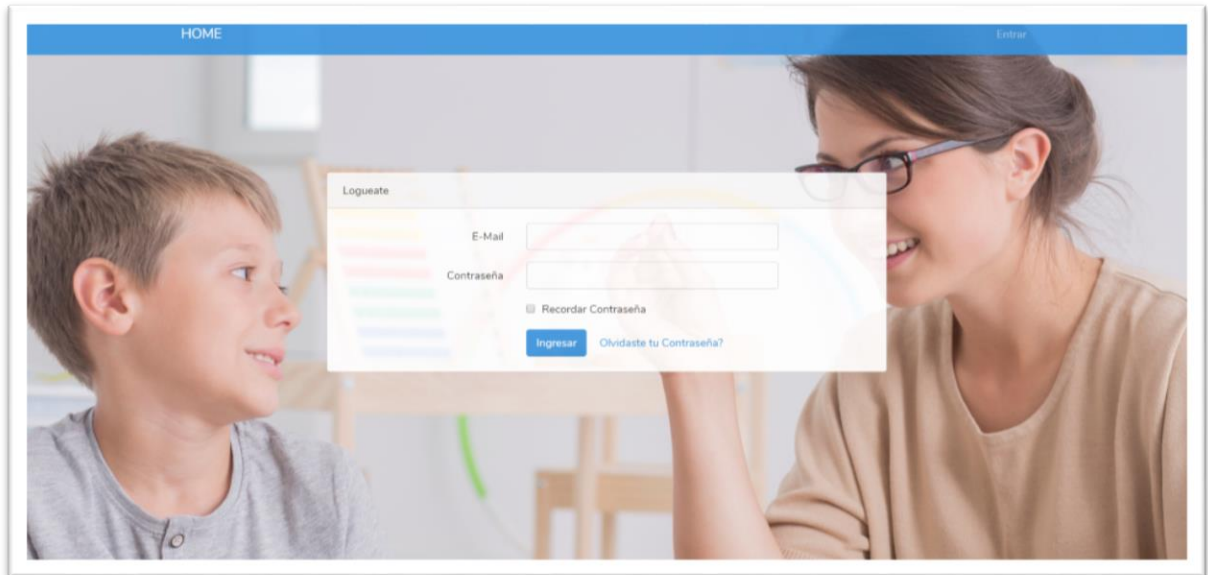 HOME Entrar
Logueate
E-Mail
Contraseña
Recordar Contraseña
Ingresar Olvidaste tu Contraseña?